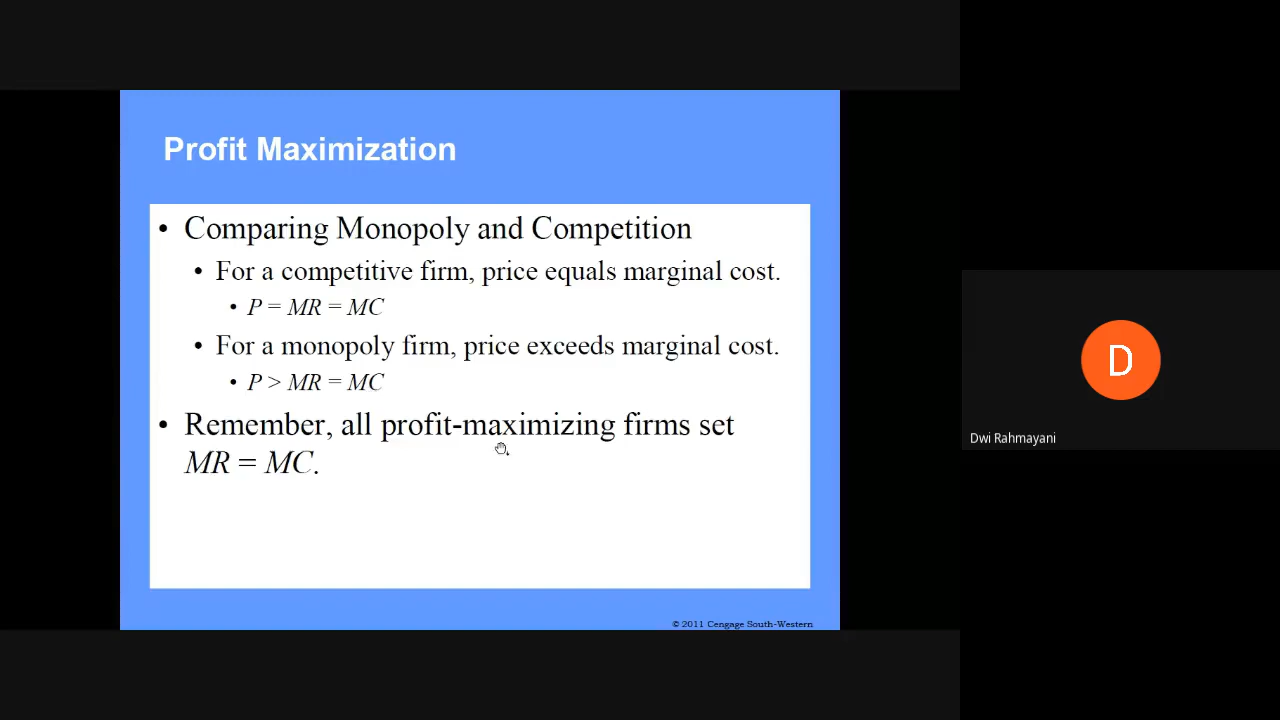 Profit Maximization
• Comparing Monopoly and Competition
• For a competitive firm, price equals marginal cost.
• P = MR = MC
• For a monopoly firm, price exceeds marginal cost.
• P > MR = MC
• Remember, all profit-maximizing firms set
MR = MC.
© 2011 Cengage South-Western
D
Dwi Rahmayani